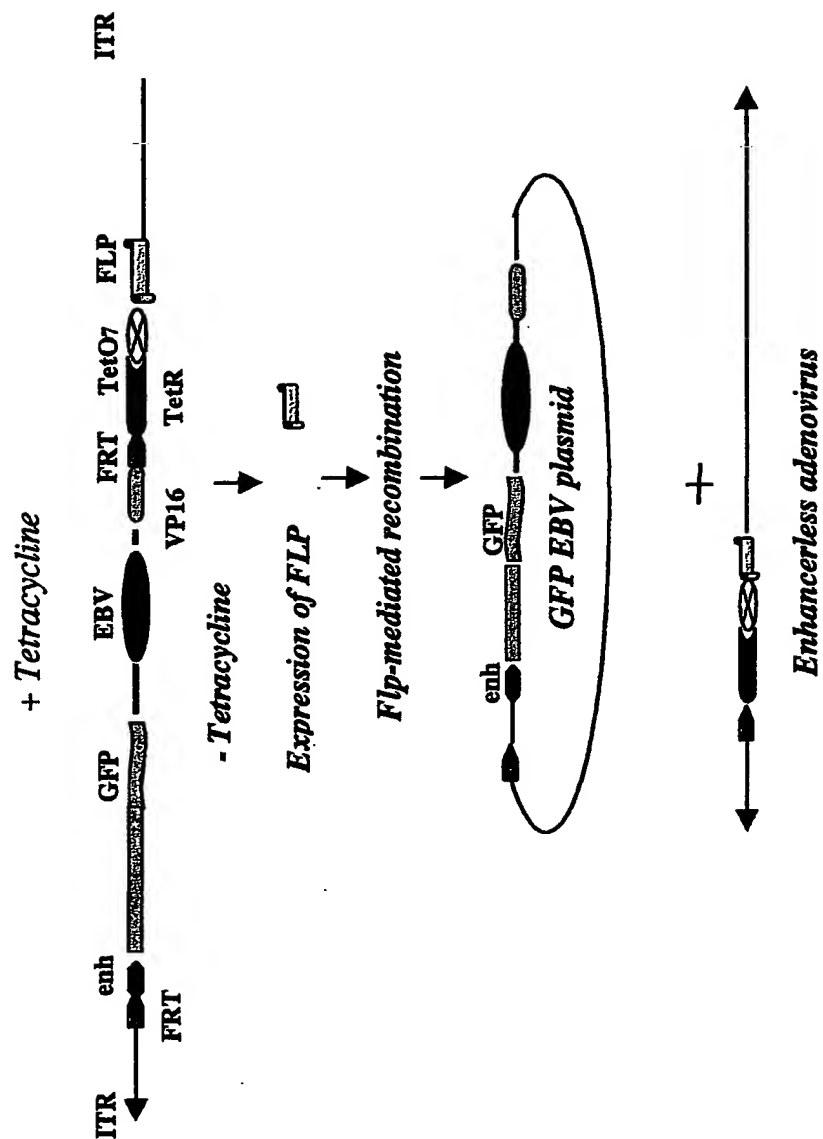 + Tetracycline
ITR
enh
FRT
GFP
EBV
VP16
FRT
TetR
TetO7
FLP
ITR
- Tetracycline
Expression of FLP
Flp-mediated recombination
enh
GFP
GFP EBV plasmid
+
Enhancerless adenovirus